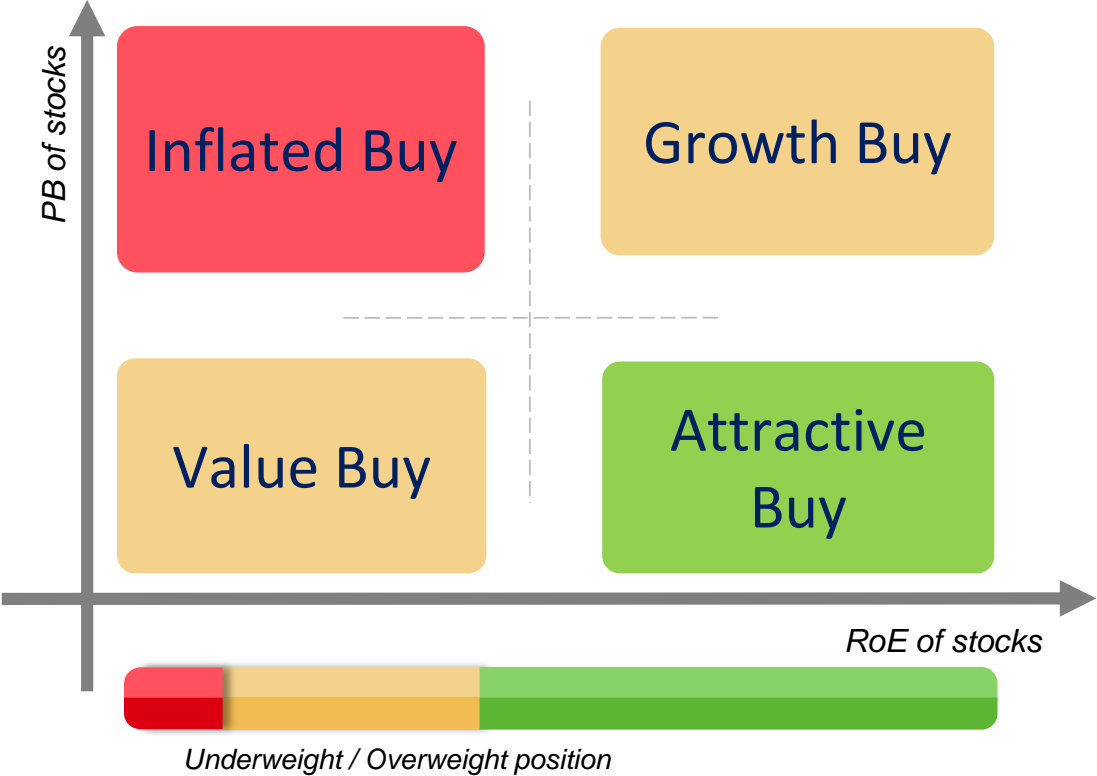 PB of stocks
Inflated Buy
Growth Buy
Value Buy
Attractive
Buy
RoE of stocks
Underweight / Overweight position